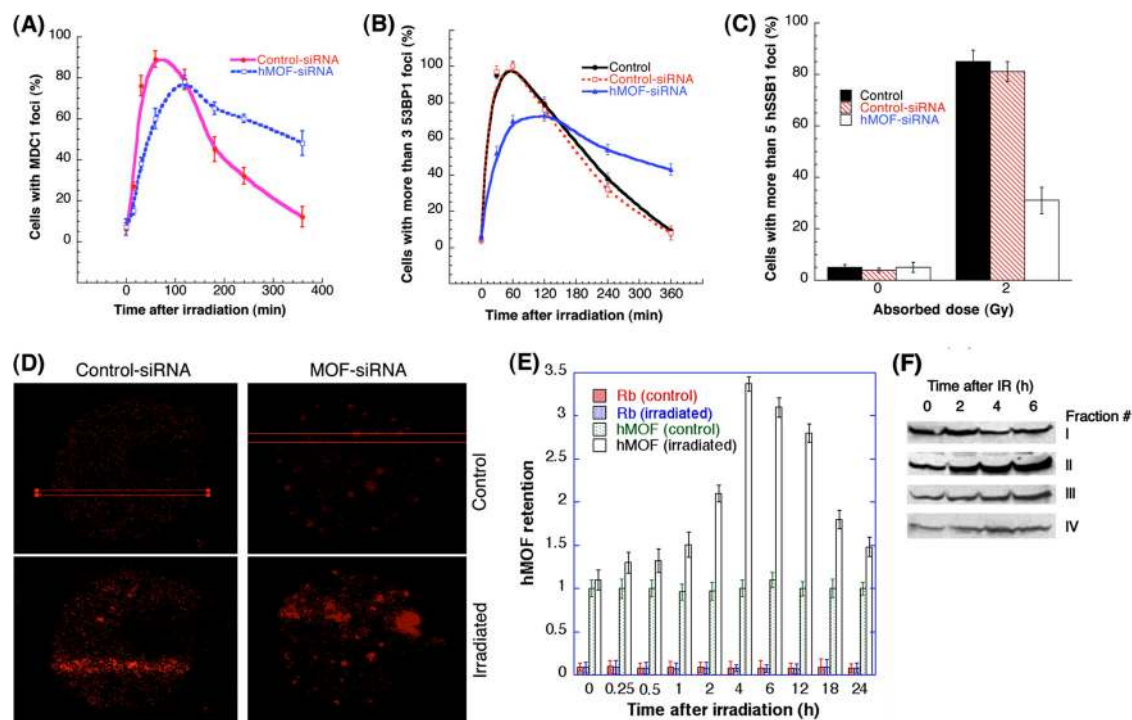 (A)
Cells with MDC1 foci (%)
100
80
60
40
20
0
Control-siRNA
hMOF-siRNA
0 100 200 300 400
Time after irradiation (min)
(B)
Cells with more than 3 53BP1 foci (%)
100
80
60
40
20
0
Control
Control-siRNA
hMOF-siRNA
0 60 120 180 240 300 360
Time after irradiation (min)
(C)
Cells with more than 5 hSSB1 foci (%)
100
80
60
40
20
0
Control
Control-siRNA
hMOF-siRNA
0 2
Absorbed dose (Gy)
(D)
Control-siRNA MOF-siRNA
Control
Irradiated
(E)
hMOF retention
3.5
3
2.5
2
1.5
1
0.5
0
Rb (control)
Rb (irradiated)
hMOF (control)
hMOF (irradiated)
0 0.25 0.5 1 2 4 6 12 18 24
Time after irradiation (h)
(F)
Time after IR (h)
0 2 4 6
Fraction #
I
II
III
IV